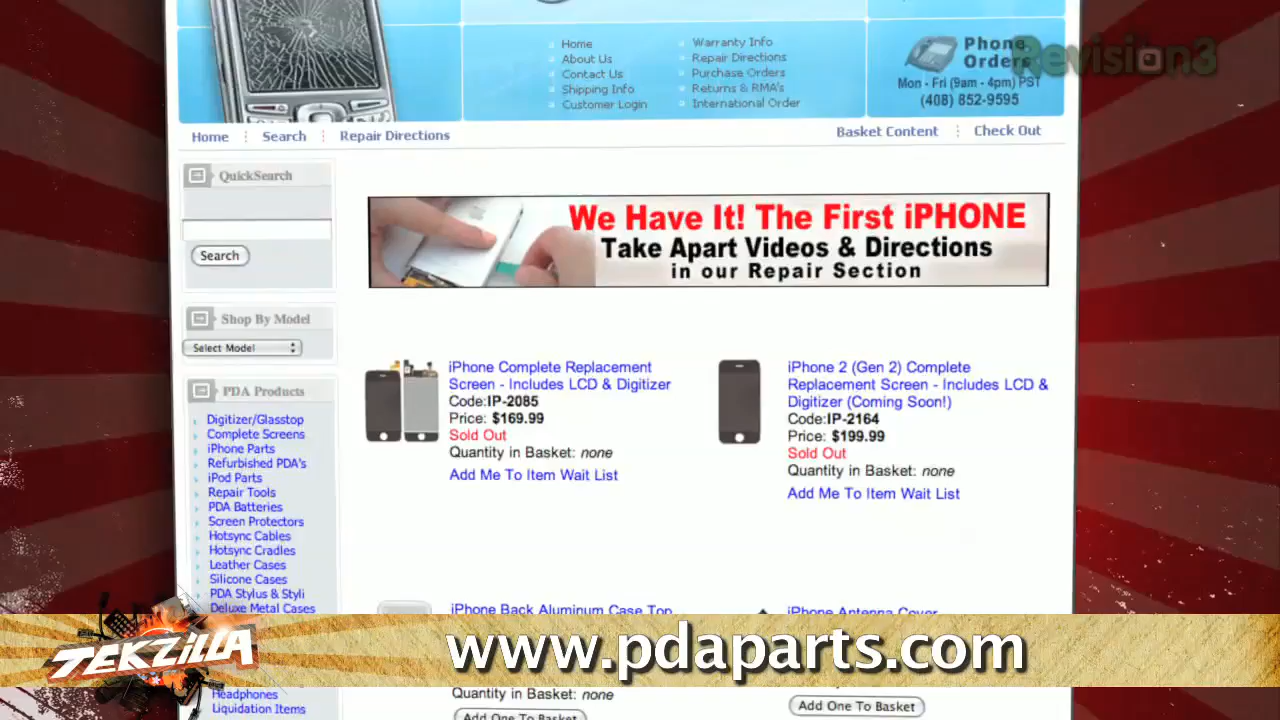 Home
About Us
Contact Us
Shipping Info
Customer Login
Warranty Info
Repair Directions
Purchase Orders
Returns & RMA's
International Order
Phone
Orders
Mon - Fri (9am - 4pm) PST
(408) 852-9595
Revision3
Home
Search
Repair Directions
Basket Content
Check Out
QuickSearch
Search
Shop By Model
Select Model
PDA Products
Digitizer/Glasstop
Complete Screens
iPhone Parts
Refurbished PDA's
iPod Parts
Repair Tools
PDA Batteries
Screen Protectors
Hotsync Cables
Hotsync Cradles
Leather Cases
Silicone Cases
PDA Stylus & Styli
Deluxe Metal Cases
Headphones
Liquidation Items
We Have It! The First iPHONE
Take Apart Videos & Directions
in our Repair Section
iPhone Complete Replacement
Screen - Includes LCD & Digitizer
Code:IP-2085
Price: $169.99
Sold Out
Quantity in Basket: none
Add Me To Item Wait List
iPhone 2 (Gen 2) Complete
Replacement Screen - Includes LCD &
Digitizer (Coming Soon!)
Code:IP-2164
Price: $199.99
Sold Out
Quantity in Basket: none
Add Me To Item Wait List
iPhone Back Aluminum Case Top
iPhone Antenna Cover
TEKZILLA
www.pdaparts.com
Quantity in Basket: none
Add One To Basket
Add One To Basket